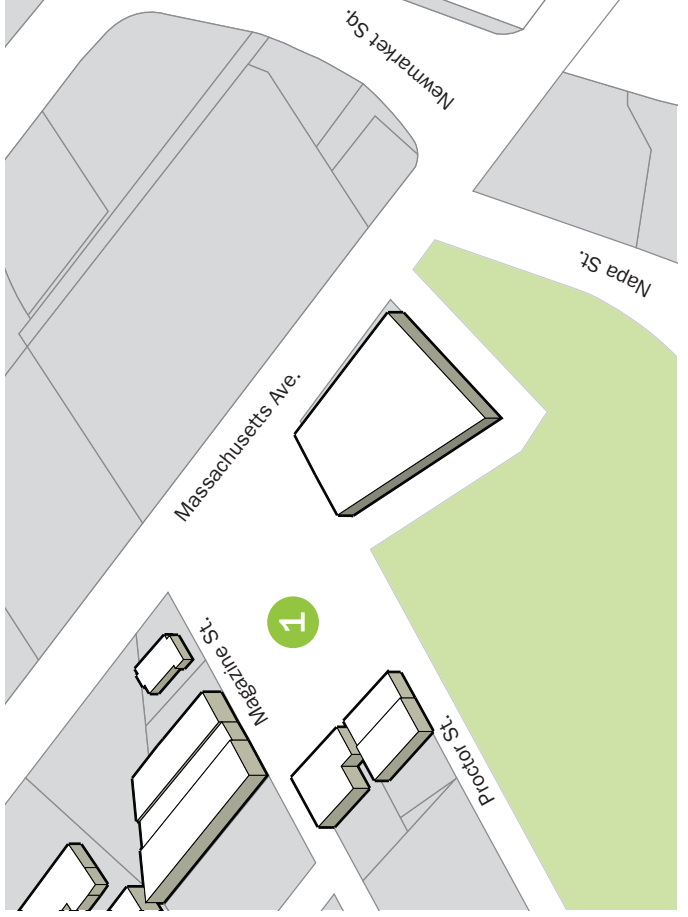 Newmarket Sq.
Napa St.
Massachusetts Ave.
1
Magazine St.
Proctor St.